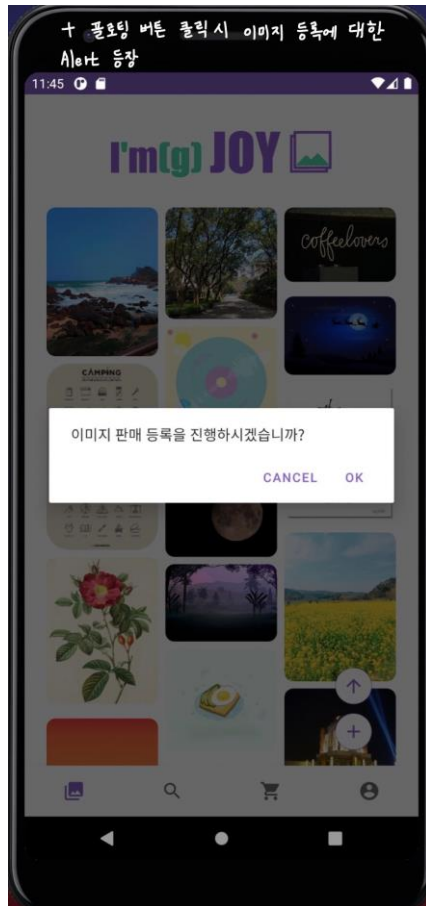 + 플로팅 버튼 클릭 시 이미지 등록에 대한
Alert 등장
11:45
I'm(g) JOY
coffeelovers
CAMPING
이미지 판매 등록을 진행하시겠습니까?
CANCEL OK